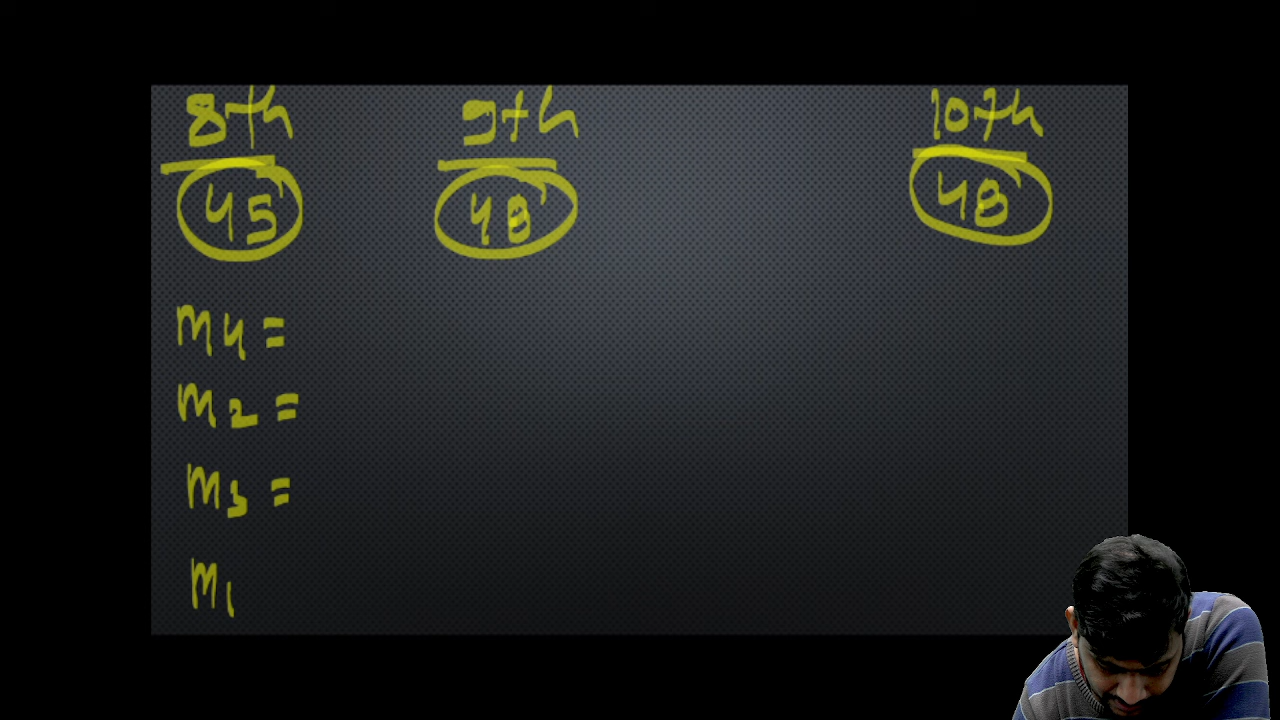 8th 9th 10th
45 48 48
m4 =
m2 =
m3 =
m1